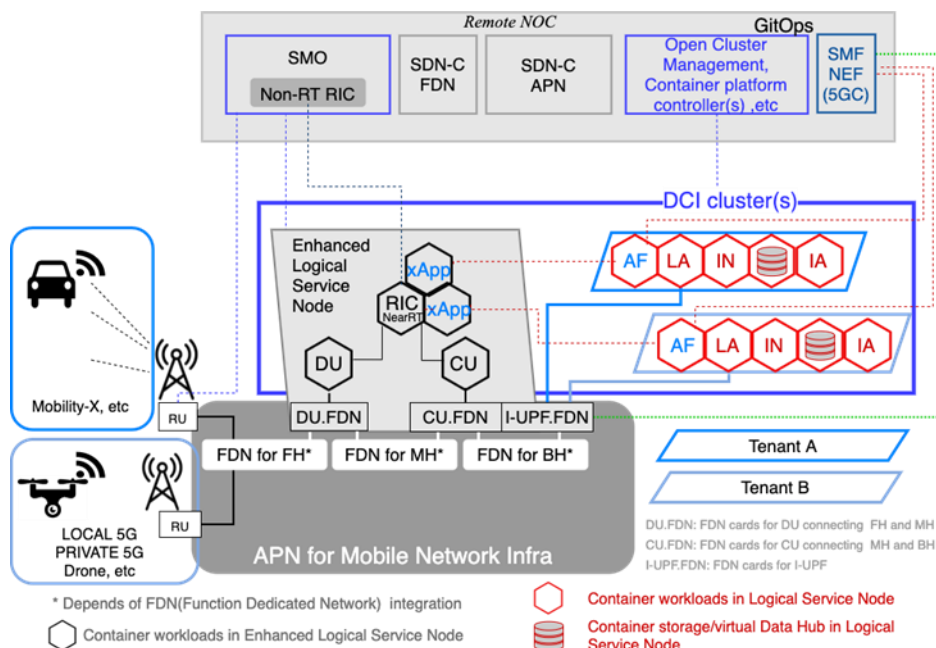 Remote NOC
GitOps
SMO
Non-RT RIC
SDN-C
FDN
SDN-C
APN
Open Cluster
Management,
Container platform
controller(s) ,etc
SMF
NEF
(5GC)
DCI cluster(s)
Enhanced
Logical
Service
Node
xApp
RIC
NearRT
xApp
DU
CU
AF
LA
IN
IA
AF
LA
IN
IA
Mobility-X, etc
RU
DU.FDN
CU.FDN
I-UPF.FDN
FDN for FH*
FDN for MH*
FDN for BH*
RU
LOCAL 5G
PRIVATE 5G
Drone, etc
APN for Mobile Network Infra
Tenant A
Tenant B
DU.FDN: FDN cards for DU connecting FH and MH
CU.FDN: FDN cards for CU connecting MH and BH
I-UPF.FDN: FDN cards for I-UPF
* Depends of FDN(Function Dedicated Network) integration
Container workloads in Enhanced Logical Service Node
Container workloads in Logical Service Node
Container storage/virtual Data Hub in Logical
Service Node